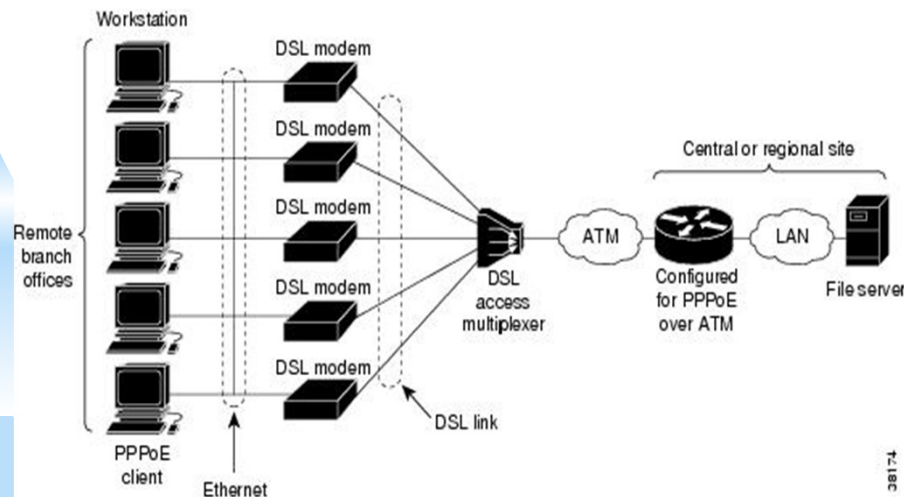 Workstation
DSL modem
DSL modem
DSL modem
DSL modem
DSL modem
Remote
branch
offices
PPPoE
client
Ethernet
DSL link
DSL
access
multiplexer
ATM
Central or regional site
Configured
for PPPoE
over ATM
LAN
File server
38174